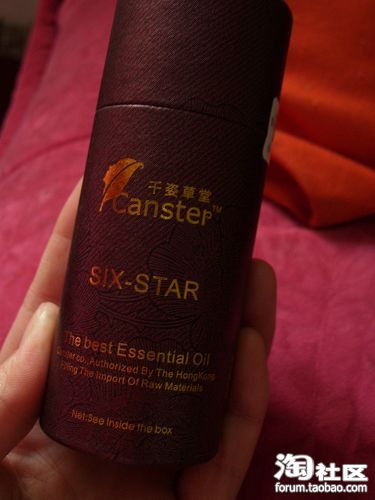 千姿草堂
Canster™
SIX-STAR
The best Essential Oil
co., Authorized By The HongKong
The Import Of Raw Materials
Net:See Inside the box
淘社区
forum.taobao.com